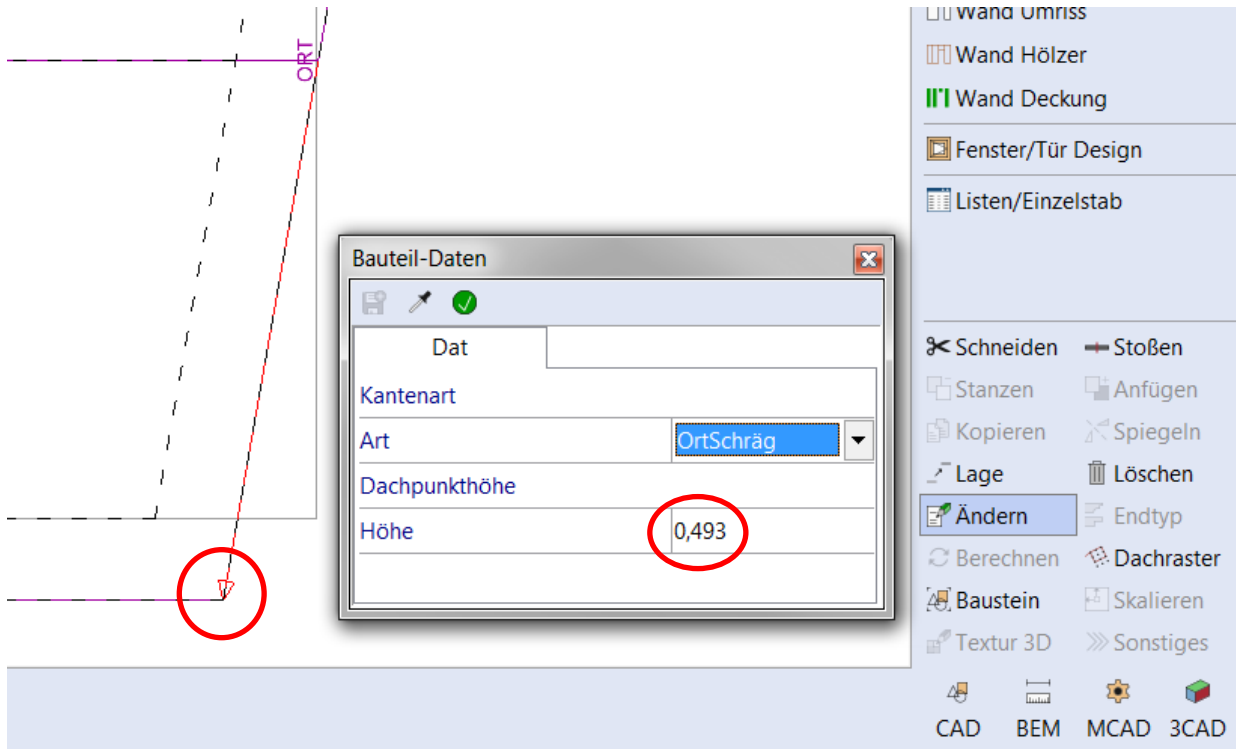 Wand Umriss
ORT
Wand Hölzer
Wand Deckung
Fenster/Tür Design
Listen/Einzelstab
Bauteil-Daten
Dat
Kantenart
Art OrtSchräg
Dachpunkthöhe
Höhe 0,493
Schneiden Stoßen
Stanzen Anfügen
Kopieren Spiegeln
Lage Löschen
Ändern Endtyp
Berechnen Dachraster
Baustein Skalieren
Textur 3D Sonstiges
CAD BEM MCAD 3CAD